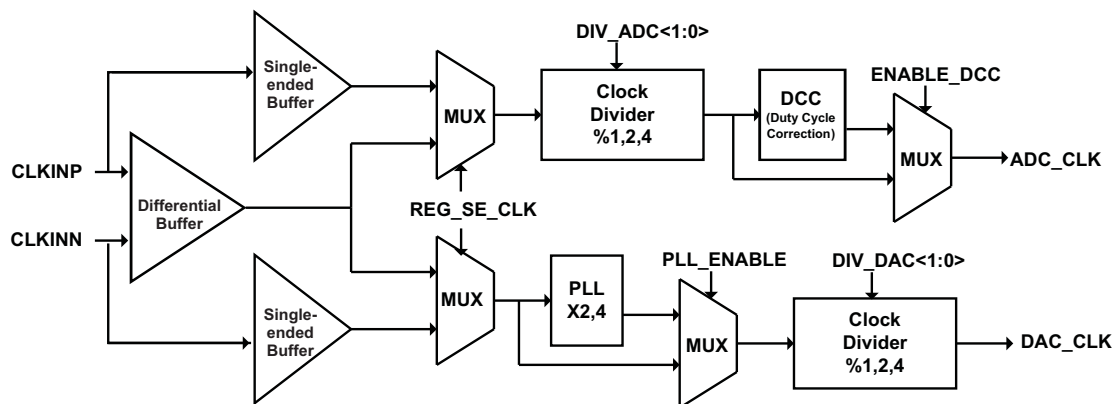 DIV_ADC<1:0>
Single-
ended
Buffer
MUX
Clock
Divider
%1,2,4
DCC
(Duty Cycle
Correction)
ENABLE_DCC
MUX
ADC_CLK
CLKINP
CLKINN
Differential
Buffer
REG_SE_CLK
Single-
ended
Buffer
MUX
PLL
X2,4
PLL_ENABLE
MUX
DIV_DAC<1:0>
Clock
Divider
%1,2,4
DAC_CLK